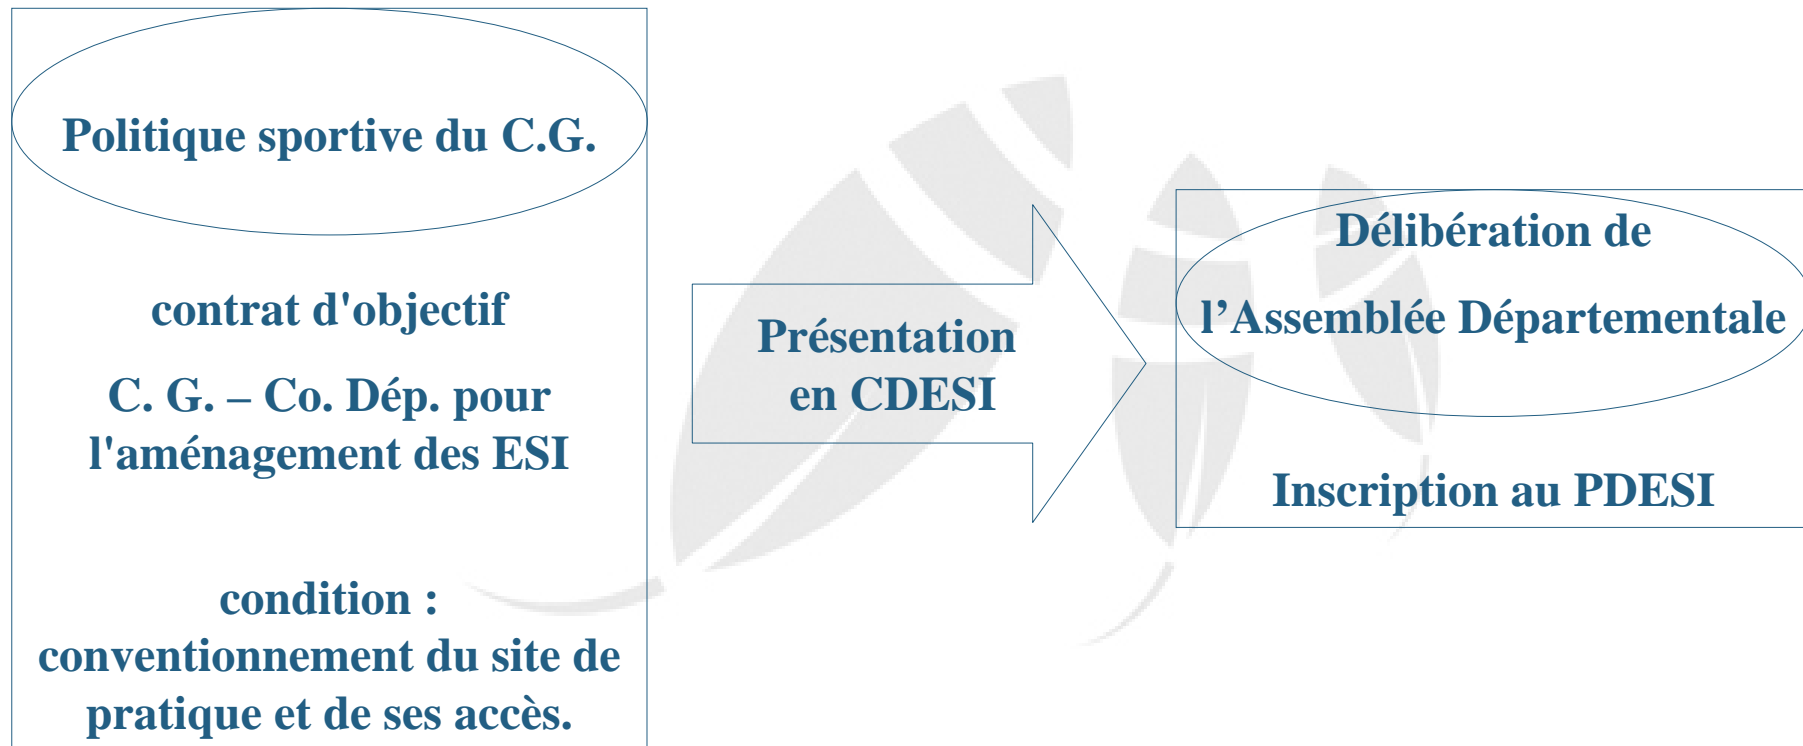 Politique sportive du C.G.
contrat d'objectif
C. G. – Co. Dép. pour
l'aménagement des ESI
condition :
conventionnement du site de
pratique et de ses accès.
Présentation
en CDESI
Délibération de
l’Assemblée Départementale
Inscription au PDESI